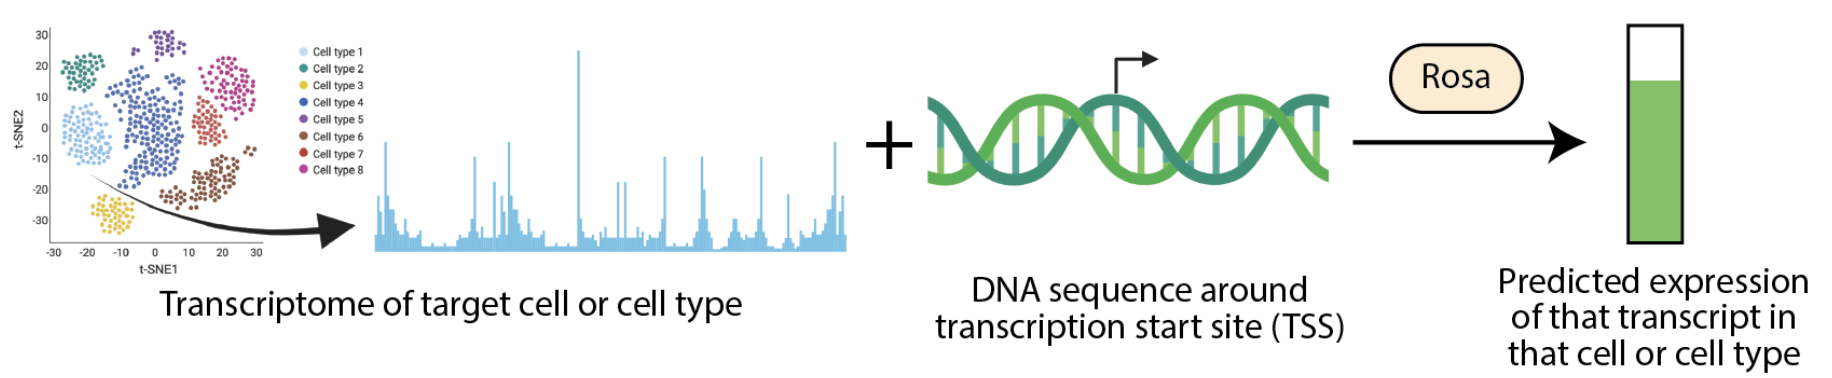 30
20
10
0
-10
-20
-30
t-SNE2
-30 -20 -10 0 10 20 30
t-SNE1
Cell type 1
Cell type 2
Cell type 3
Cell type 4
Cell type 5
Cell type 6
Cell type 7
Cell type 8
Transcriptome of target cell or cell type
+
DNA sequence around
transcription start site (TSS)
Rosa
Predicted expression
of that transcript in
that cell or cell type